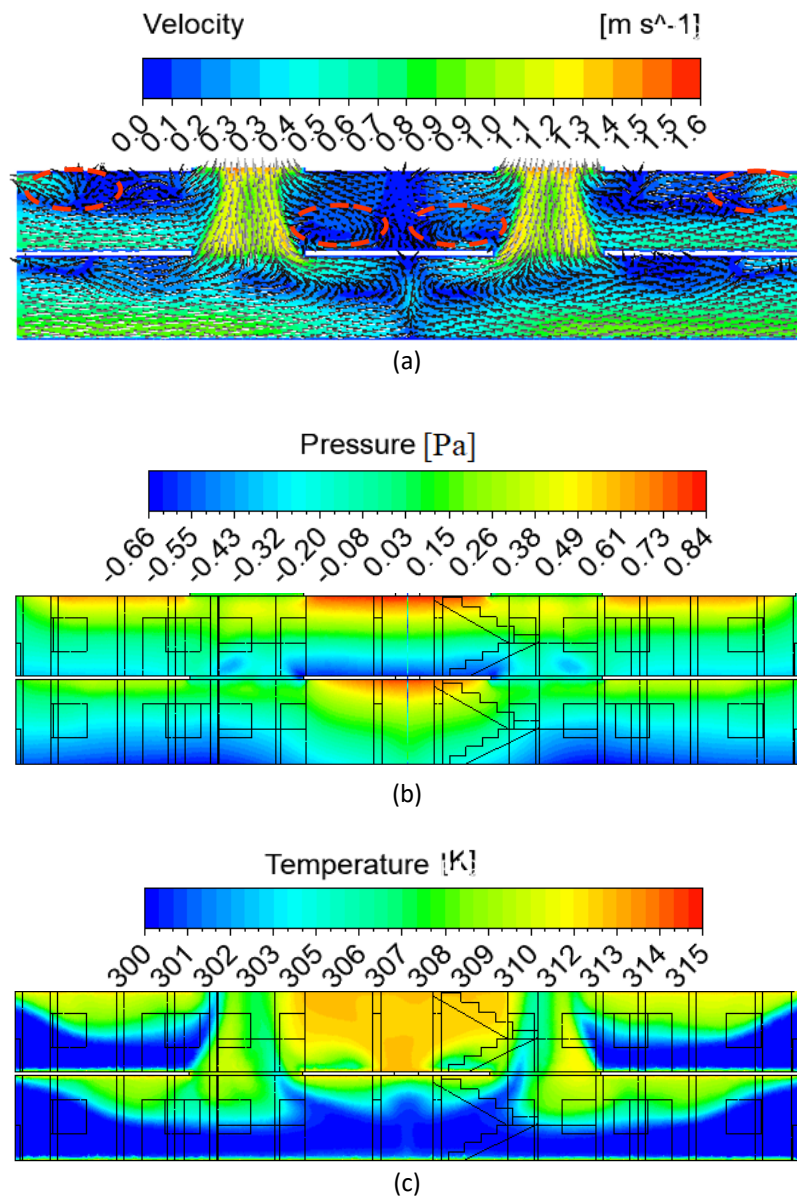 Velocity [m s^-1]
0.0 0.1 0.2 0.3 0.3 0.4 0.5 0.6 0.7 0.8 0.9 0.9 1.0 1.1 1.2 1.3 1.4 1.5 1.5 1.6
(a)
Pressure [Pa]
-0.66 -0.55 -0.43 -0.32 -0.20 -0.08 0.03 0.15 0.26 0.38 0.49 0.61 0.73 0.84
(b)
Temperature [K]
300 301 302 303 305 306 307 308 309 310 312 313 314 315
(c)